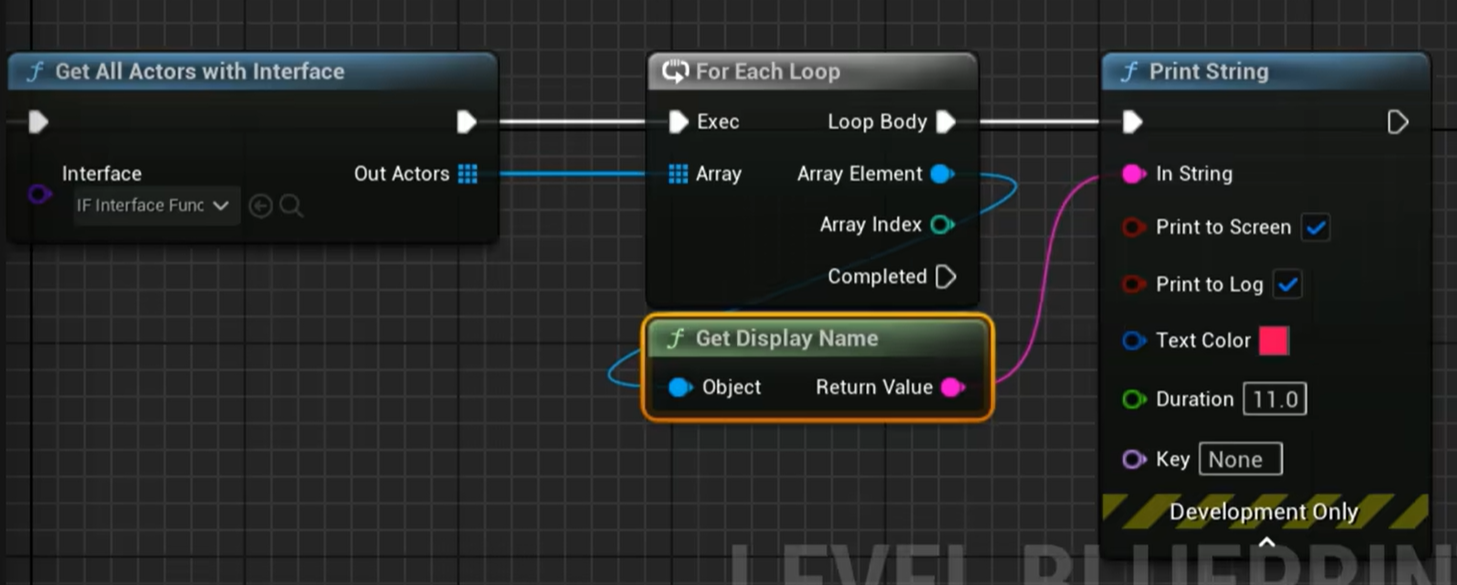 Get All Actors with Interface
Interface
IF Interface Func
Out Actors
For Each Loop
Exec
Loop Body
Array
Array Element
Array Index
Completed
Get Display Name
Object
Return Value
Print String
In String
Print to Screen
Print to Log
Text Color
Duration 11.0
Key None
Development Only
LEVEL BLUEPRIN